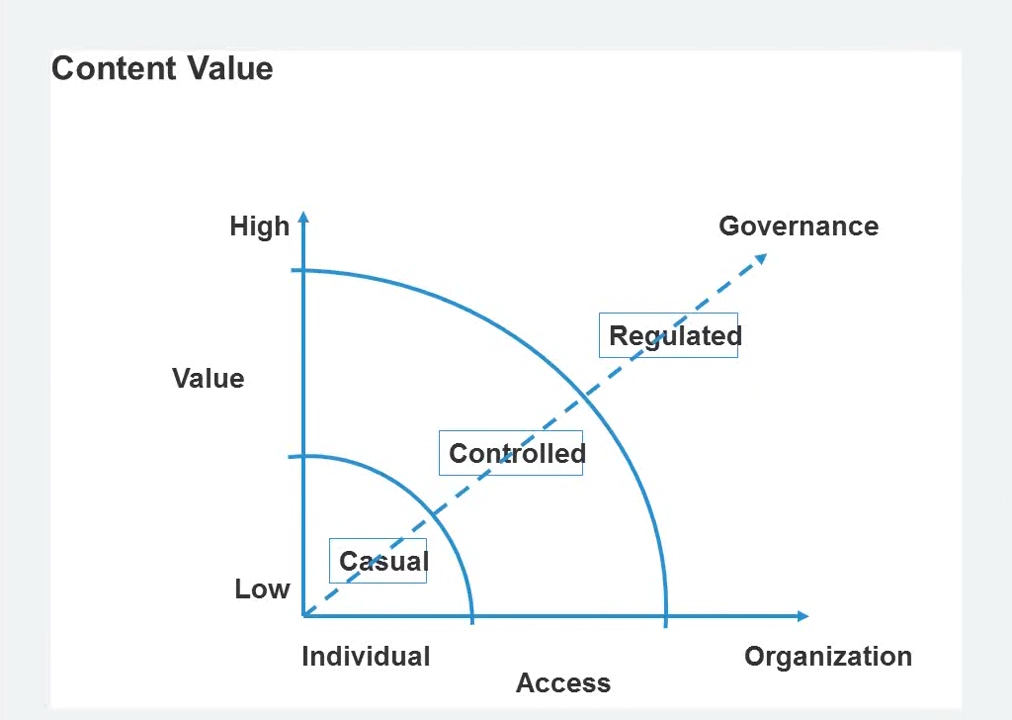 Content Value
High
Governance
Regulated
Value
Controlled
Casual
Low
Individual
Organization
Access